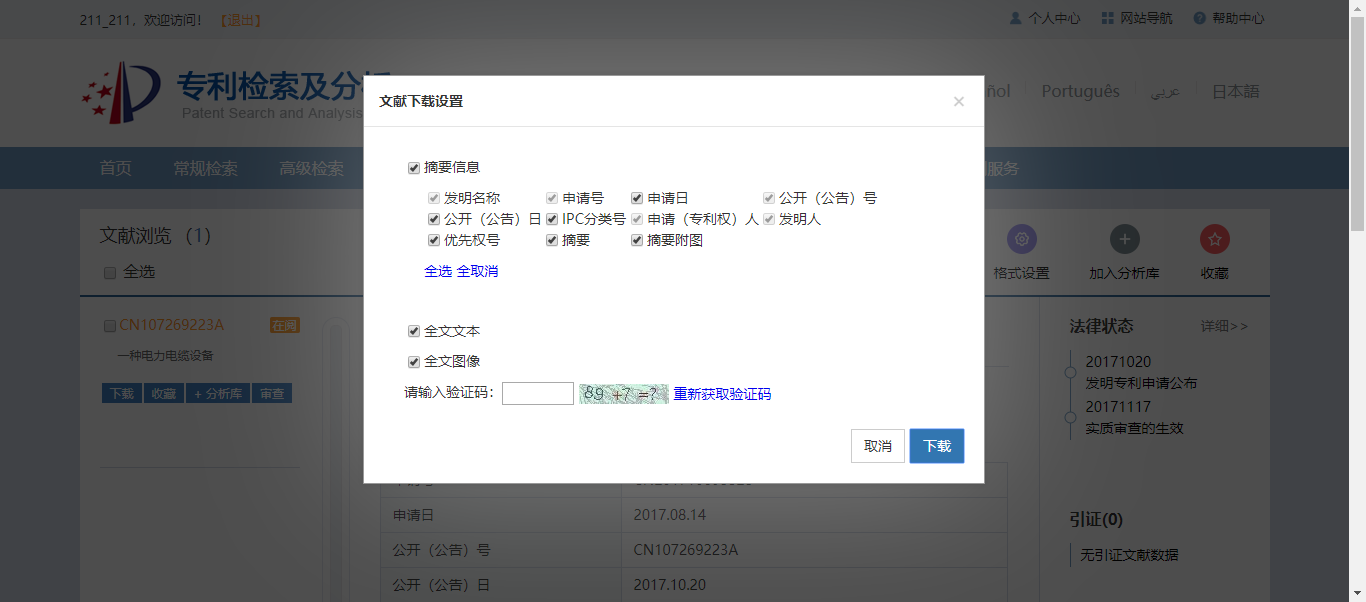 211_211，欢迎访问！ 【退出】 个人中心 网站导航 帮助中心
专利检索及分析
Patent Search and Analysis
ñol Português عربي 日本語
首页 常规检索 高级检索 服务
文献下载设置 ×
摘要信息
发明名称 申请号 申请日 公开（公告）号
公开（公告）日 IPC分类号 申请（专利权）人 发明人
优先权号 摘要 摘要附图
全选 全取消
全文文本
全文图像
请输入验证码： 89 +7 =? 重新获取验证码
取消 下载
文献浏览 （1）
全选
格式设置 加入分析库 收藏
CN107269223A 在阅
一种电力电缆设备
下载 收藏 + 分析库 审查
申请日 2017.08.14
公开（公告）号 CN107269223A
公开（公告）日 2017.10.20
法律状态 详细>>
20171020
发明专利申请公布
20171117
实质审查的生效
引证(0)
无引证文献数据